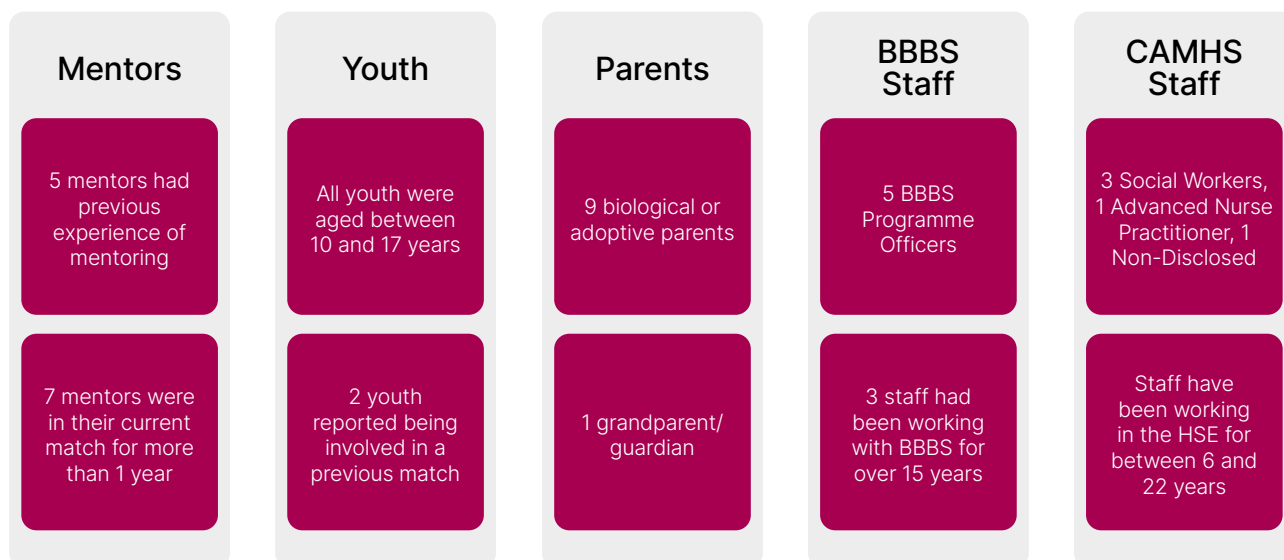 Mentors
5 mentors had
previous
experience of
mentoring
7 mentors were
in their current
match for more
than 1 year
Youth
All youth were
aged between
10 and 17 years
2 youth
reported being
involved in a
previous match
Parents
9 biological or
adoptive parents
1 grandparent/
guardian
BBBS
Staff
5 BBBS
Programme
Officers
3 staff had
been working
with BBBS for
over 15 years
CAMHS
Staff
3 Social Workers,
1 Advanced Nurse
Practitioner, 1
Non-Disclosed
Staff have
been working
in the HSE for
between 6 and
22 years